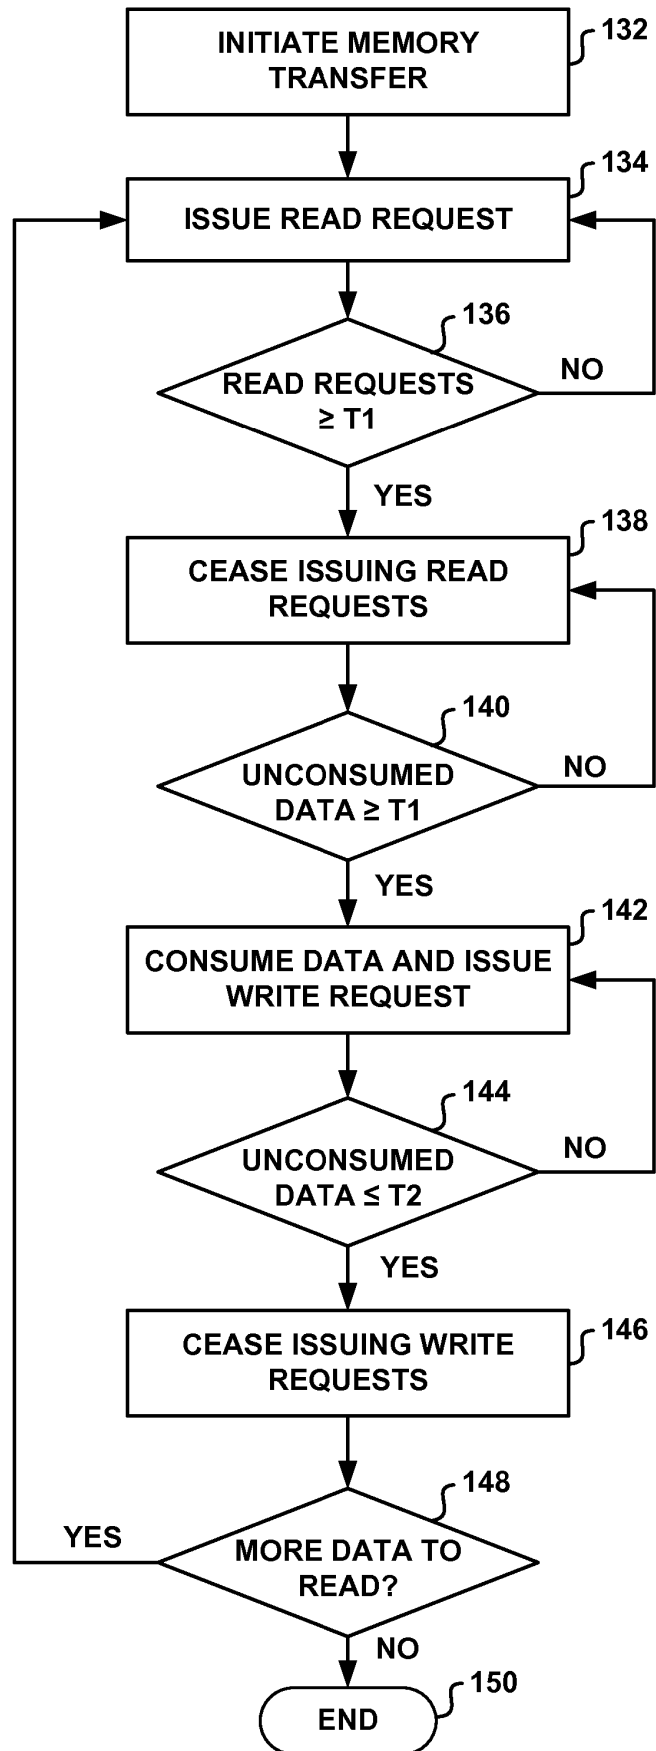 INITIATE MEMORY
TRANSFER
132
134
ISSUE READ REQUEST
136
READ REQUESTS
≥ T1
NO
YES
138
CEASE ISSUING READ
REQUESTS
140
UNCONSUMED
DATA ≥ T1
NO
YES
142
CONSUME DATA AND ISSUE
WRITE REQUEST
144
UNCONSUMED
DATA ≤ T2
NO
YES
146
CEASE ISSUING WRITE
REQUESTS
148
YES
MORE DATA TO
READ?
NO
150
END